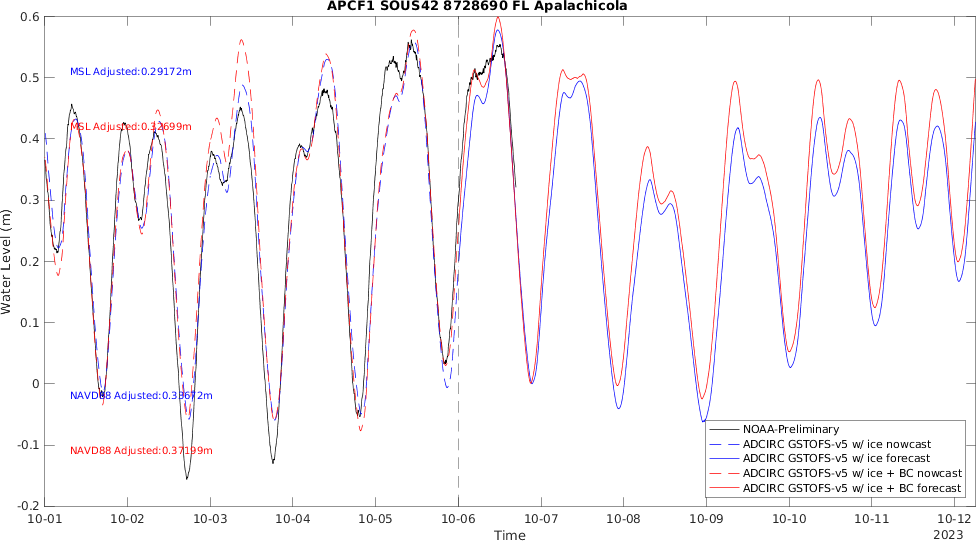 APCF1 SOUS42 8728690 FL Apalachicola
0.6
0.5
0.4
0.3
0.2
0.1
0
-0.1
-0.2
Water Level (m)
MSL Adjusted:0.29172m
MSL Adjusted:0.32699m
NAVD88 Adjusted:0.33672m
NAVD88 Adjusted:0.37199m
NOAA-Preliminary
ADCIRC GSTOFS-v5 w/ ice nowcast
ADCIRC GSTOFS-v5 w/ ice forecast
ADCIRC GSTOFS-v5 w/ ice + BC nowcast
ADCIRC GSTOFS-v5 w/ ice + BC forecast
10-01 10-02 10-03 10-04 10-05 10-06 10-07 10-08 10-09 10-10 10-11 10-12
Time
2023